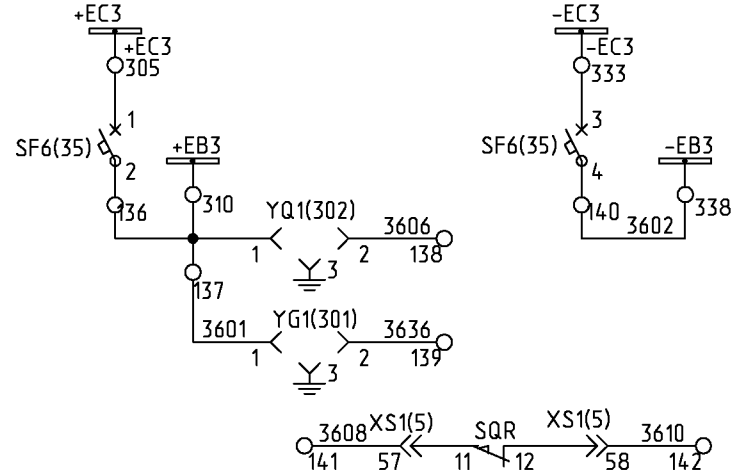 +EC3
-EC3
+EC3
-EC3
305
333
1
3
SF6(35)
+EB3
SF6(35)
-EB3
2
4
136
310
YQ1(302)
3606
140
3602
338
1
2
138
3
137
3601
YG1(301)
3636
1
2
139
3
3608
XS1(5)
SQR
XS1(5)
3610
141
57
11
12
58
142